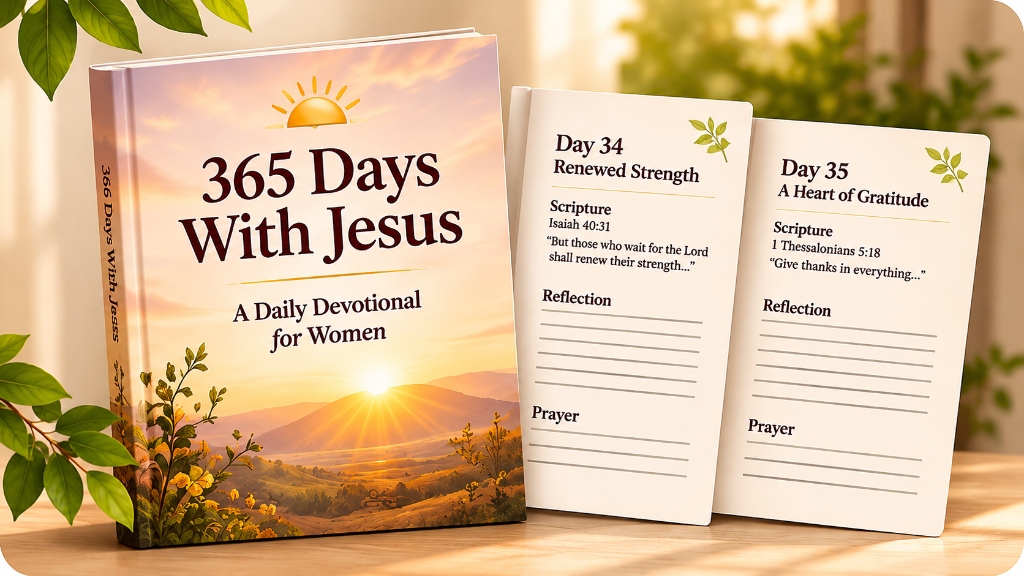 365 Days
With Jesus
A Daily Devotional
for Women
366 Days With Jesus
Day 34
Renewed Strength
Scripture
Isaiah 40:31
“But those who wait for the Lord
shall renew their strength...”
Reflection
Prayer
Day 35
A Heart of Gratitude
Scripture
1 Thessalonians 5:18
“Give thanks in everything...”
Reflection
Prayer